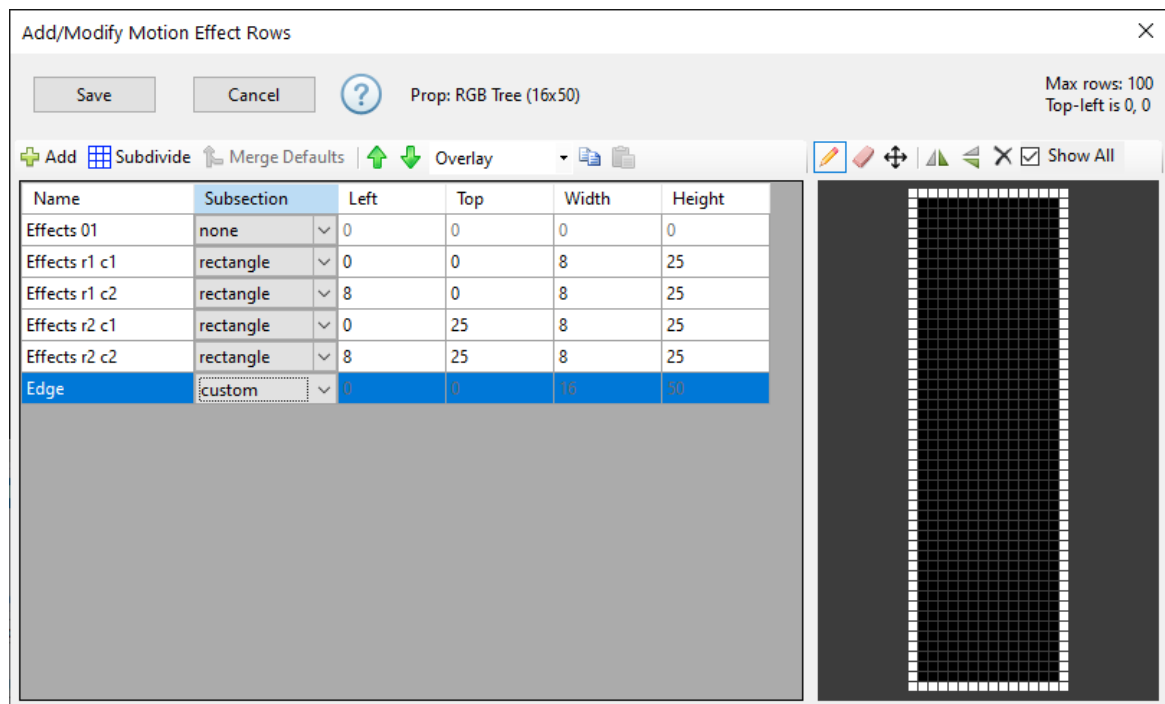 Add/Modify Motion Effect Rows
Save Cancel ? Prop: RGB Tree (16x50) Max rows: 100
Top-left is 0, 0
Add Subdivide Merge Defaults Overlay Show All
Name Subsection Left Top Width Height
Effects 01 none 0 0 0 0
Effects r1 c1 rectangle 0 0 8 25
Effects r1 c2 rectangle 8 0 8 25
Effects r2 c1 rectangle 0 25 8 25
Effects r2 c2 rectangle 8 25 8 25
Edge custom 0 0 16 50